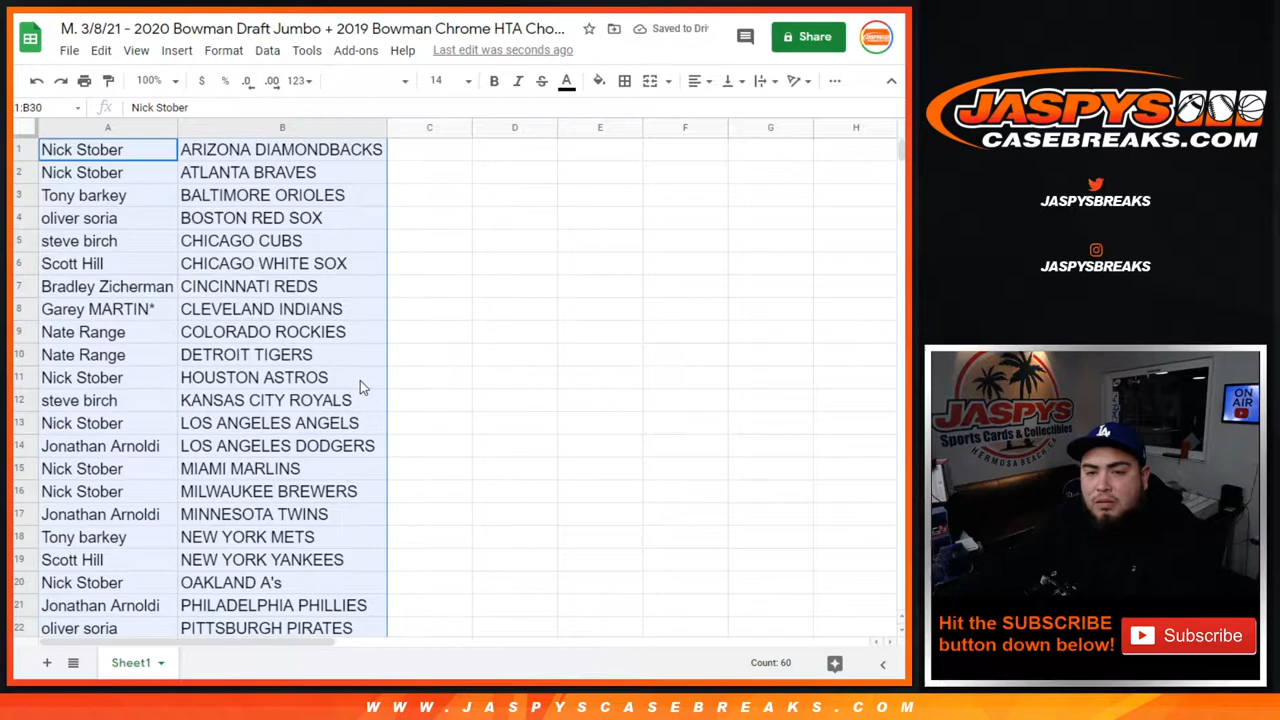 M. 3/8/21 - 2020 Bowman Draft Jumbo + 2019 Bowman Chrome HTA Cho...
Saved to Dri
Share
File Edit View Insert Format Data Tools Add-ons Help Last edit was seconds ago
100% $ % .0 .00 123 14 B I S A
1:B30 fx Nick Stober
A B C D E F G H
1 Nick Stober ARIZONA DIAMONDBACKS
2 Nick Stober ATLANTA BRAVES
3 Tony barkey BALTIMORE ORIOLES
4 oliver soria BOSTON RED SOX
5 steve birch CHICAGO CUBS
6 Scott Hill CHICAGO WHITE SOX
7 Bradley Zicherman CINCINNATI REDS
8 Garey MARTIN* CLEVELAND INDIANS
9 Nate Range COLORADO ROCKIES
10 Nate Range DETROIT TIGERS
11 Nick Stober HOUSTON ASTROS
12 steve birch KANSAS CITY ROYALS
13 Nick Stober LOS ANGELES ANGELS
14 Jonathan Arnoldi LOS ANGELES DODGERS
15 Nick Stober MIAMI MARLINS
16 Nick Stober MILWAUKEE BREWERS
17 Jonathan Arnoldi MINNESOTA TWINS
18 Tony barkey NEW YORK METS
19 Scott Hill NEW YORK YANKEES
20 Nick Stober OAKLAND A's
21 Jonathan Arnoldi PHILADELPHIA PHILLIES
22 oliver soria PITTSBURGH PIRATES
Sheet1
Count: 60
JASPYS
CASEBREAKS.COM
JASPYSBREAKS
JASPYSBREAKS
JASPYS
Sports Cards & Collectibles
HERMOSA BEACH, CA
ON AIR
LA
Hit the SUBSCRIBE
button down below!
Subscribe
WWW.JASPYSCASEBREAKS.COM